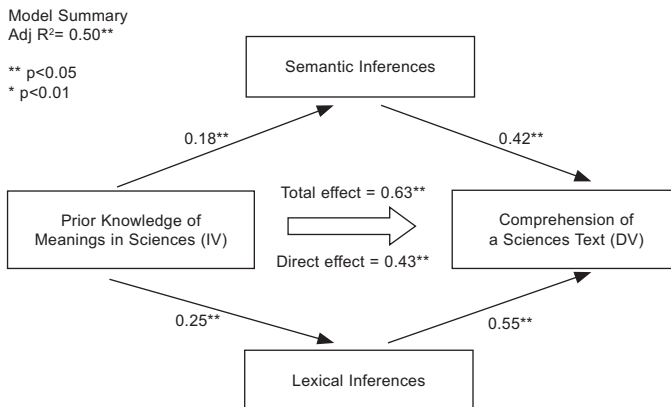 Model Summary
Adj R²= 0.50**
** p<0.05
* p<0.01
Semantic Inferences
0.18**
0.42**
Total effect = 0.63**
Prior Knowledge of
Meanings in Sciences (IV)
Comprehension of
a Sciences Text (DV)
Direct effect = 0.43**
0.25**
0.55**
Lexical Inferences